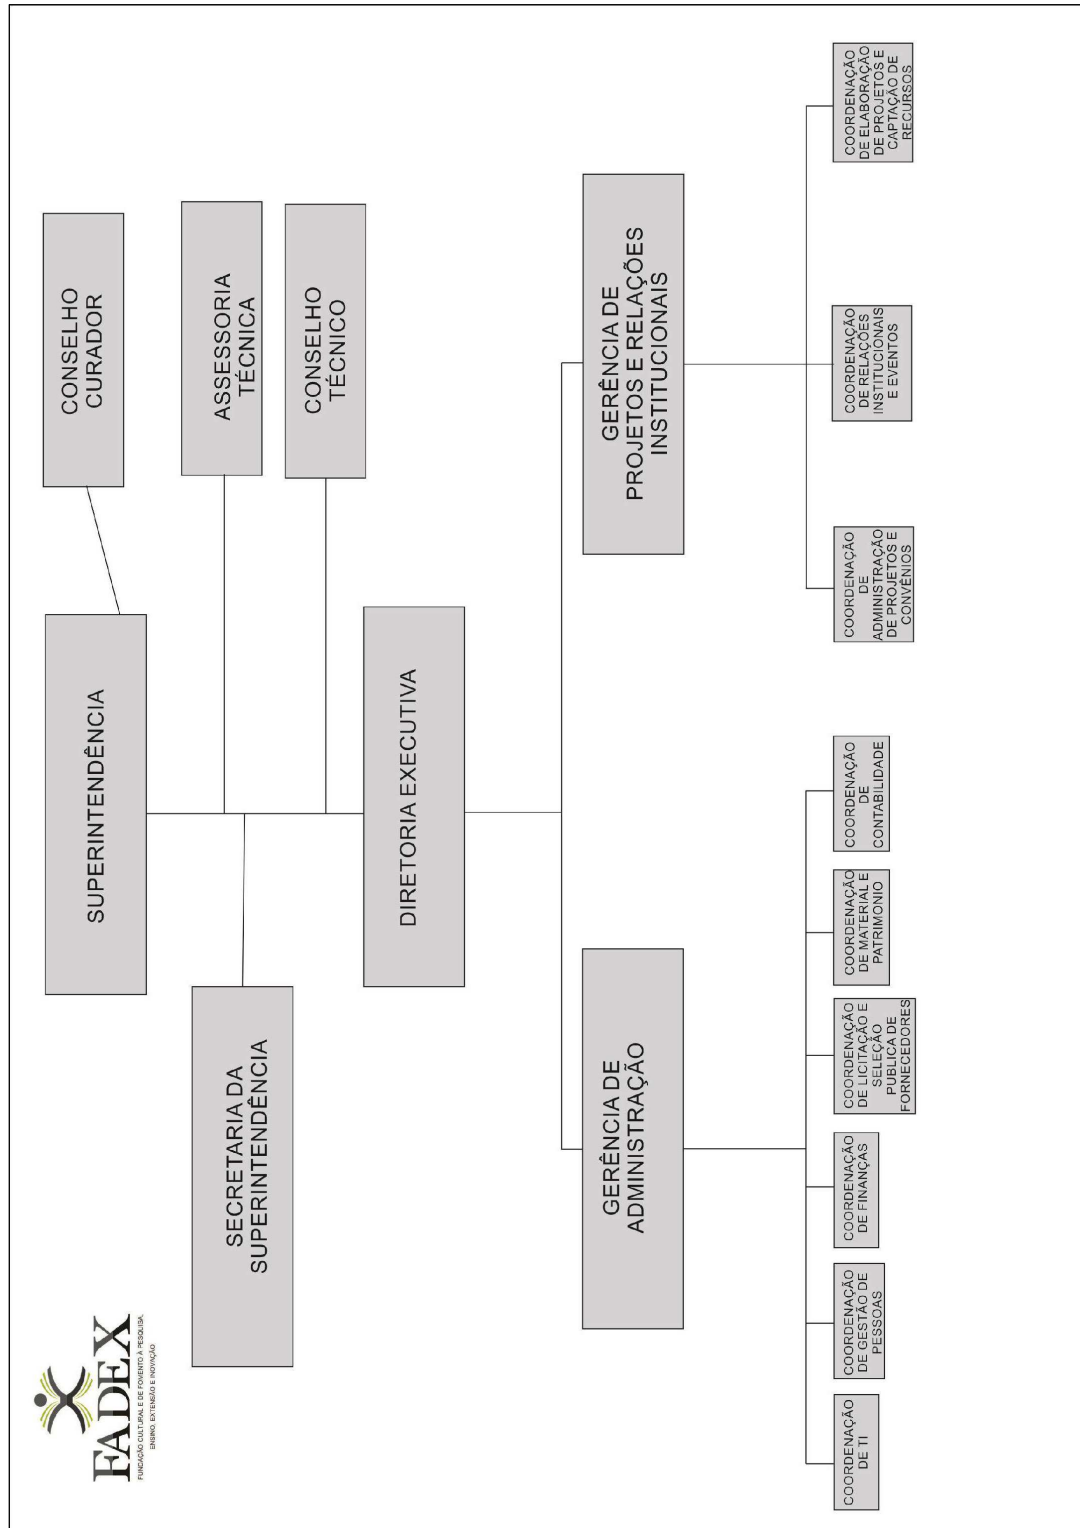 FADEX
FUNDAÇÃO CULTURAL E DE FOMENTO À PESQUISA,
ENSINO, EXTENSÃO E INOVAÇÃO
SUPERINTENDÊNCIA
CONSELHO
CURADOR
SECRETARIA DA
SUPERINTENDÊNCIA
ASSESSORIA
TÉCNICA
CONSELHO
TÉCNICO
DIRETORIA EXECUTIVA
GERÊNCIA DE
ADMINISTRAÇÃO
GERÊNCIA DE
PROJETOS E RELAÇÕES
INSTITUCIONAIS
COORDENAÇÃO
DE TI
COORDENAÇÃO
DE GESTÃO DE
PESSOAS
COORDENAÇÃO
DE FINANÇAS
COORDENAÇÃO
DE LICITAÇÃO E
SELEÇÃO
PUBLICA DE
FORNECEDORES
COORDENAÇÃO
DE MATERIAL E
PATRIMONIO
COORDENAÇÃO
DE
CONTABILIDADE
COORDENAÇÃO
DE
ADMINISTRAÇÃO
DE PROJETOS E
CONVÊNIOS
COORDENAÇÃO
DE RELAÇÕES
INSTITUCIONAIS
E EVENTOS
COORDENAÇÃO
DE ELABORAÇÃO
DE PROJETOS E
CAPTAÇÃO DE
RECURSOS